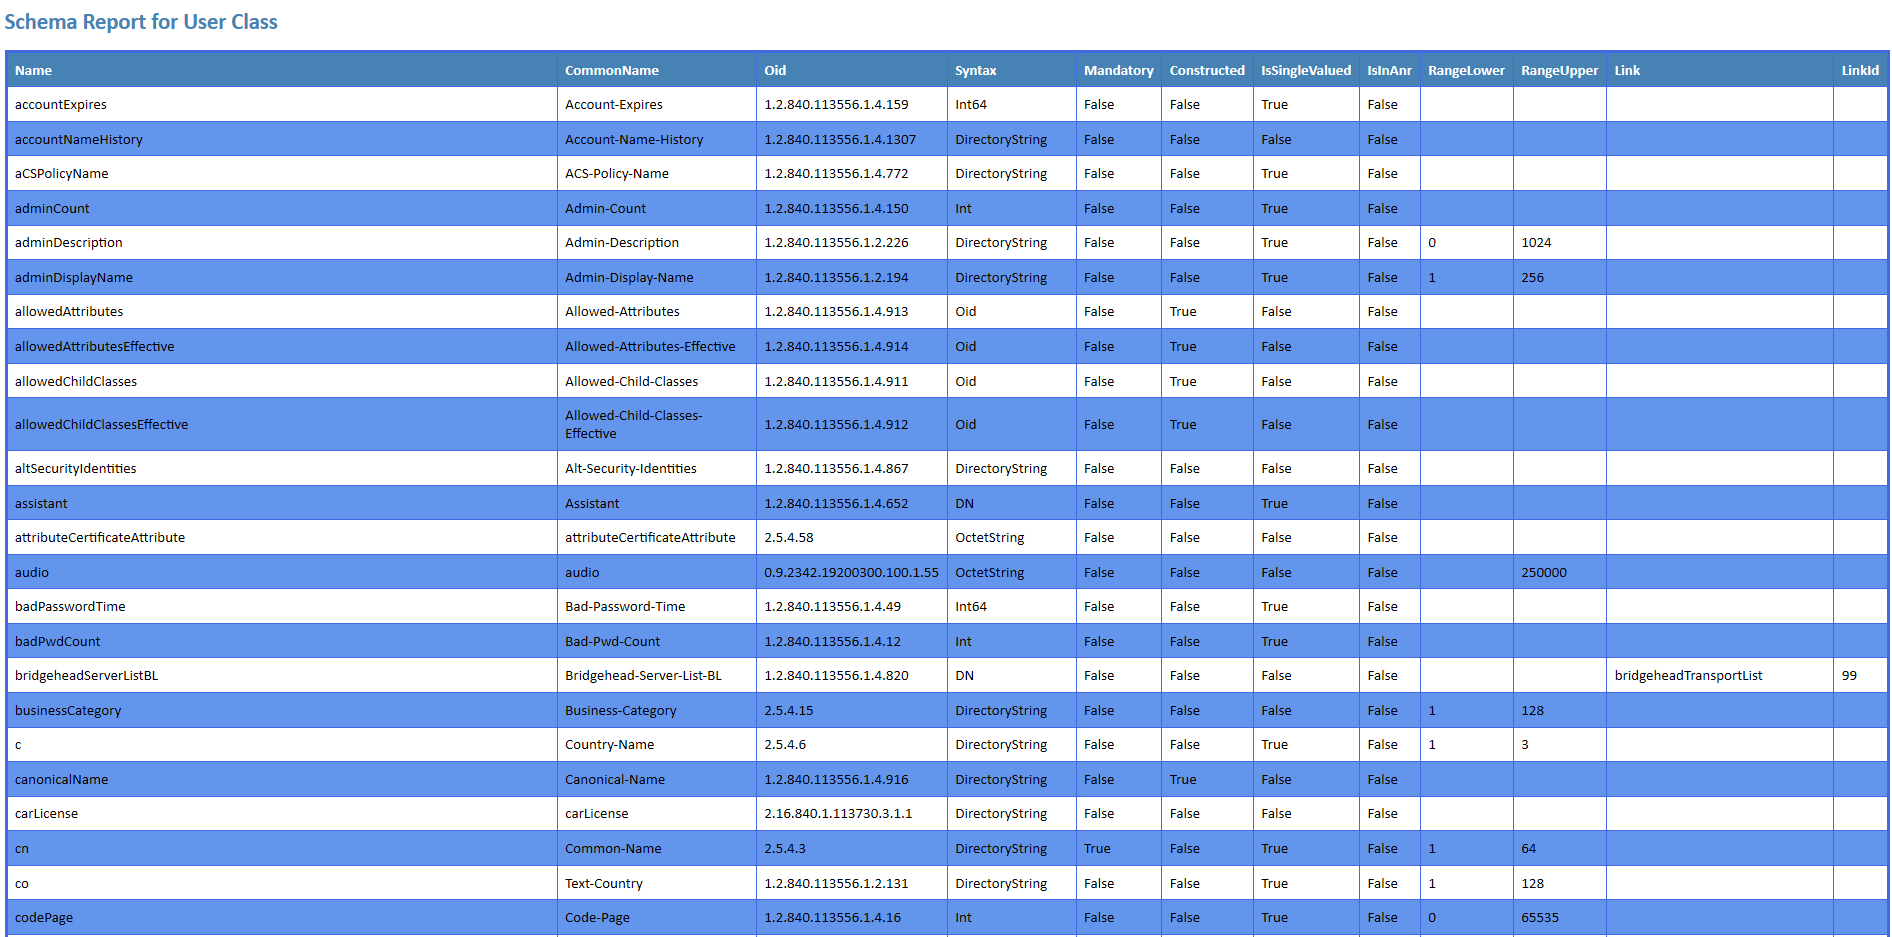 Schema Report for User Class
Name CommonName Oid Syntax Mandatory Constructed IsSingleValued IsInAnr RangeLower RangeUpper Link LinkId
accountExpires Account-Expires 1.2.840.113556.1.4.159 Int64 False False True False
accountNameHistory Account-Name-History 1.2.840.113556.1.4.1307 DirectoryString False False False False
aCSPolicyName ACS-Policy-Name 1.2.840.113556.1.4.772 DirectoryString False False True False
adminCount Admin-Count 1.2.840.113556.1.4.150 Int False False True False
adminDescription Admin-Description 1.2.840.113556.1.2.226 DirectoryString False False True False 0 1024
adminDisplayName Admin-Display-Name 1.2.840.113556.1.2.194 DirectoryString False False True False 1 256
allowedAttributes Allowed-Attributes 1.2.840.113556.1.4.913 Oid False True False False
allowedAttributesEffective Allowed-Attributes-Effective 1.2.840.113556.1.4.914 Oid False True False False
allowedChildClasses Allowed-Child-Classes 1.2.840.113556.1.4.911 Oid False True False False
allowedChildClassesEffective Allowed-Child-Classes-
Effective 1.2.840.113556.1.4.912 Oid False True False False
altSecurityIdentities Alt-Security-Identities 1.2.840.113556.1.4.867 DirectoryString False False False False
assistant Assistant 1.2.840.113556.1.4.652 DN False False True False
attributeCertificateAttribute attributeCertificateAttribute 2.5.4.58 OctetString False False False False
audio audio 0.9.2342.19200300.100.1.55 OctetString False False False False 250000
badPasswordTime Bad-Password-Time 1.2.840.113556.1.4.49 Int64 False False True False
badPwdCount Bad-Pwd-Count 1.2.840.113556.1.4.12 Int False False True False
bridgeheadServerListBL Bridgehead-Server-List-BL 1.2.840.113556.1.4.820 DN False False False False bridgeheadTransportList 99
businessCategory Business-Category 2.5.4.15 DirectoryString False False False False 1 128
c Country-Name 2.5.4.6 DirectoryString False False True False 1 3
canonicalName Canonical-Name 1.2.840.113556.1.4.916 DirectoryString False True False False
carLicense carLicense 2.16.840.1.113730.3.1.1 DirectoryString False False False False
cn Common-Name 2.5.4.3 DirectoryString True False True False 1 64
co Text-Country 1.2.840.113556.1.2.131 DirectoryString False False True False 1 128
codePage Code-Page 1.2.840.113556.1.4.16 Int False False True False 0 65535